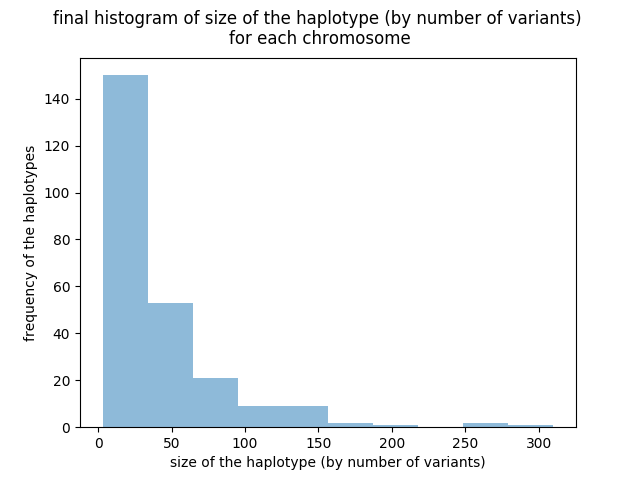 final histogram of size of the haplotype (by number of variants)
for each chromosome
frequency of the haplotypes
140
120
100
80
60
40
20
0
0 50 100 150 200 250 300
size of the haplotype (by number of variants)